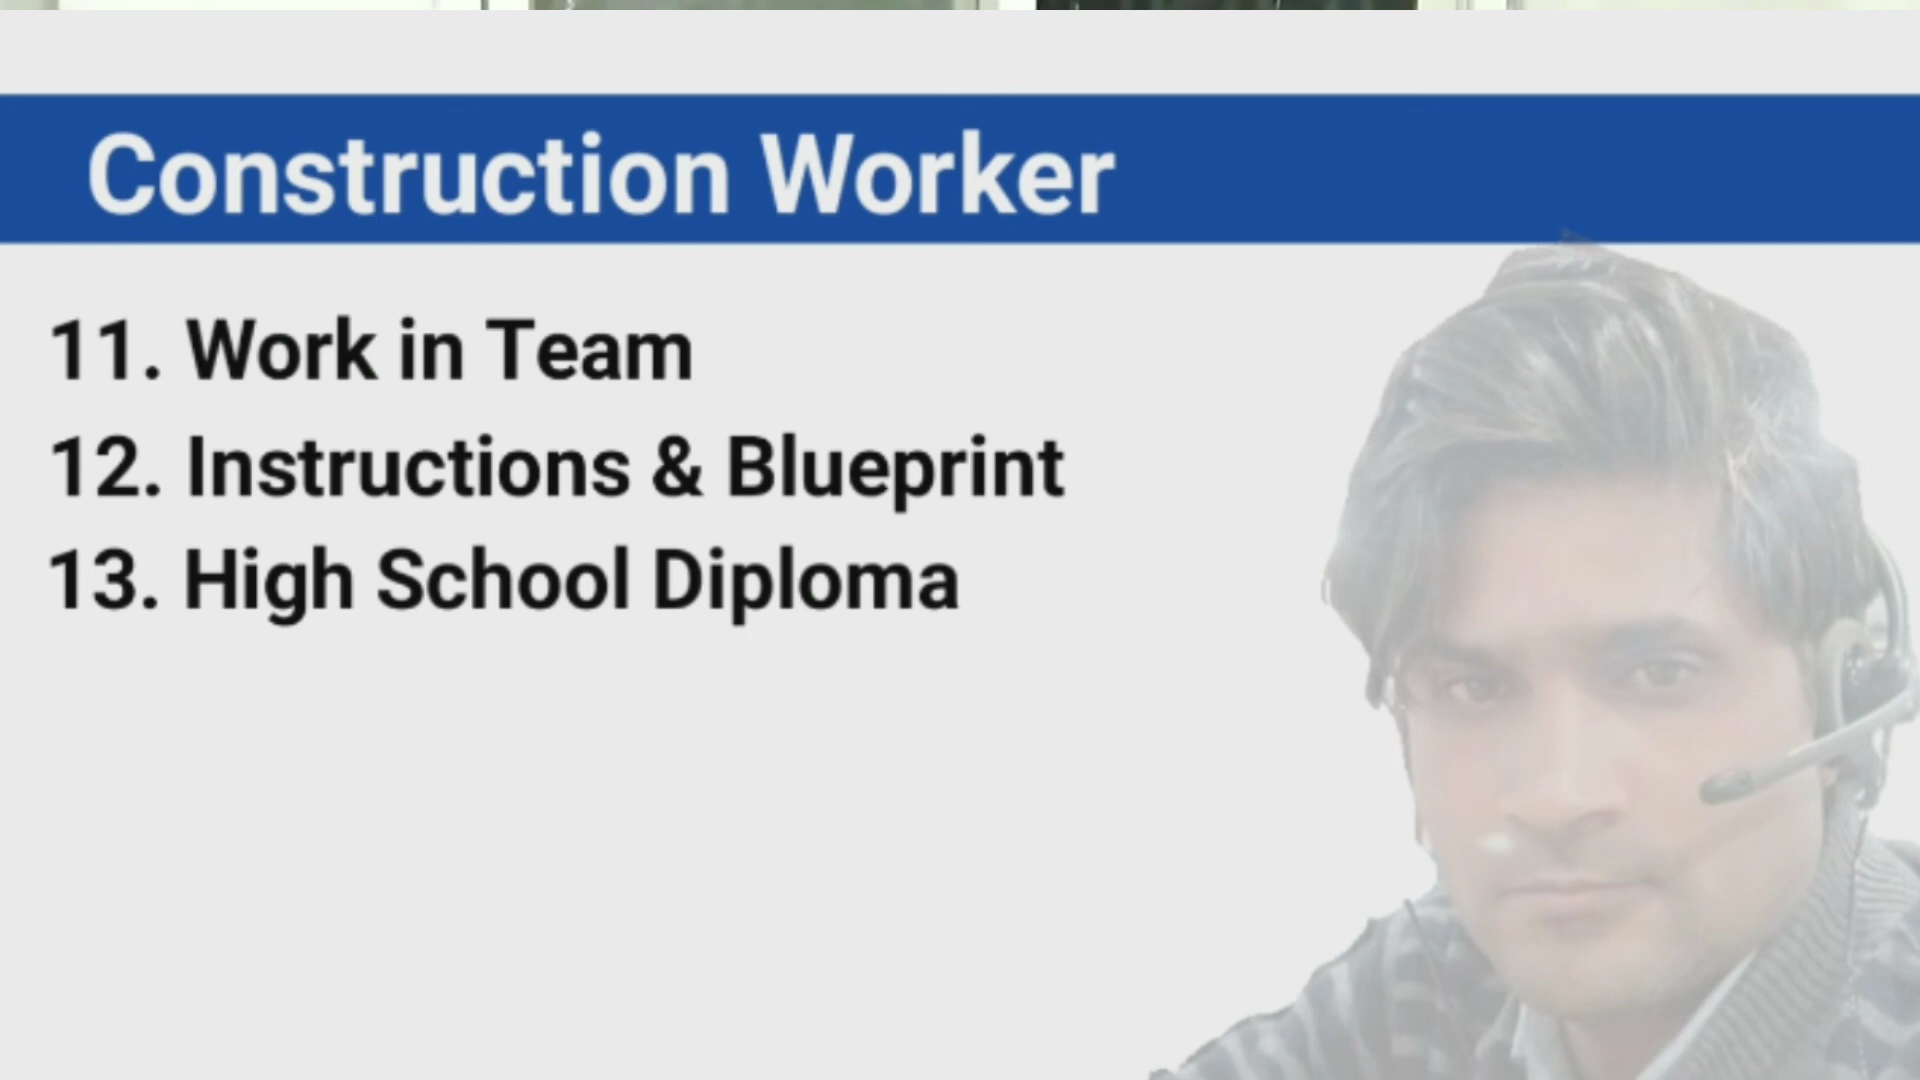 Construction Worker
11. Work in Team
12. Instructions & Blueprint
13. High School Diploma